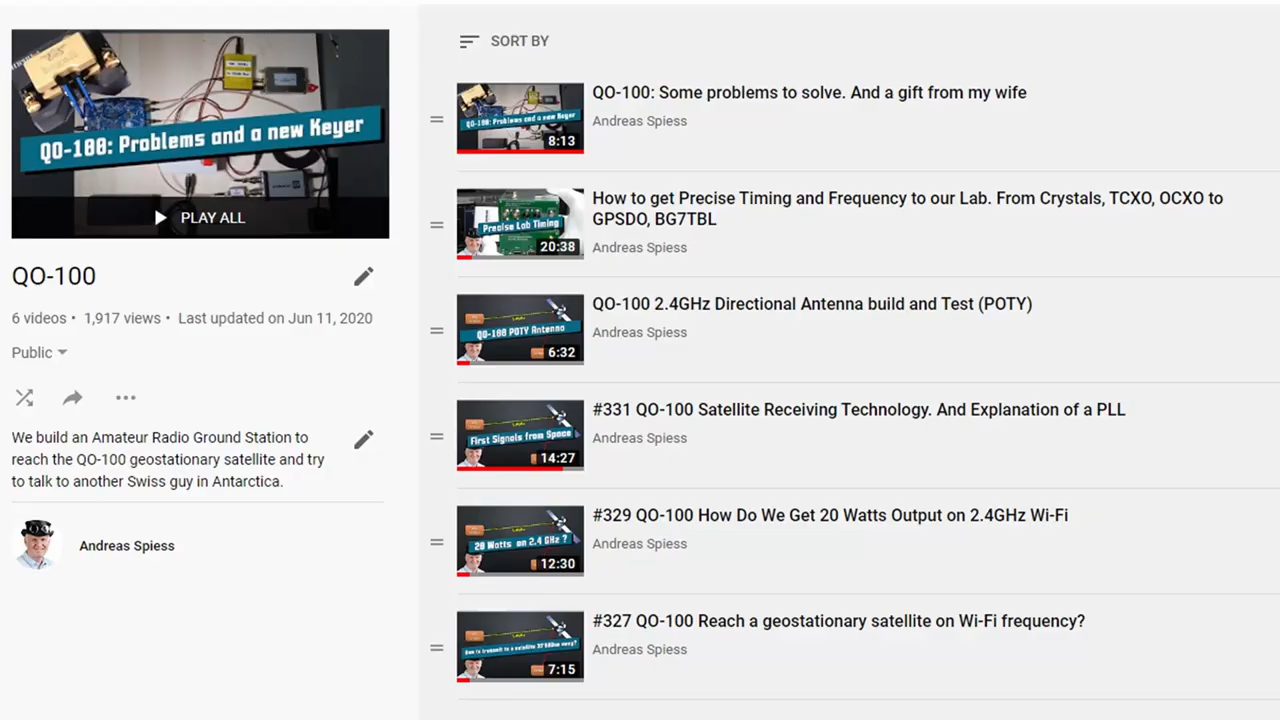 QO-100: Problems and a new Keyer
PLAY ALL
QO-100
6 videos • 1,917 views • Last updated on Jun 11, 2020
Public
We build an Amateur Radio Ground Station to
reach the QO-100 geostationary satellite and try
to talk to another Swiss guy in Antarctica.
Andreas Spiess
SORT BY
QO-100: Problems and a new Keyer
8:13
QO-100: Some problems to solve. And a gift from my wife
Andreas Spiess
Precise Lab Timing
20:38
How to get Precise Timing and Frequency to our Lab. From Crystals, TCXO, OCXO to
GPSDO, BG7TBL
Andreas Spiess
QO-100 POTY Antenna
6:32
QO-100 2.4GHz Directional Antenna build and Test (POTY)
Andreas Spiess
First Signals from Space
14:27
#331 QO-100 Satellite Receiving Technology. And Explanation of a PLL
Andreas Spiess
20 Watts on 2.4 GHz ?
12:30
#329 QO-100 How Do We Get 20 Watts Output on 2.4GHz Wi-Fi
Andreas Spiess
7:15
#327 QO-100 Reach a geostationary satellite on Wi-Fi frequency?
Andreas Spiess